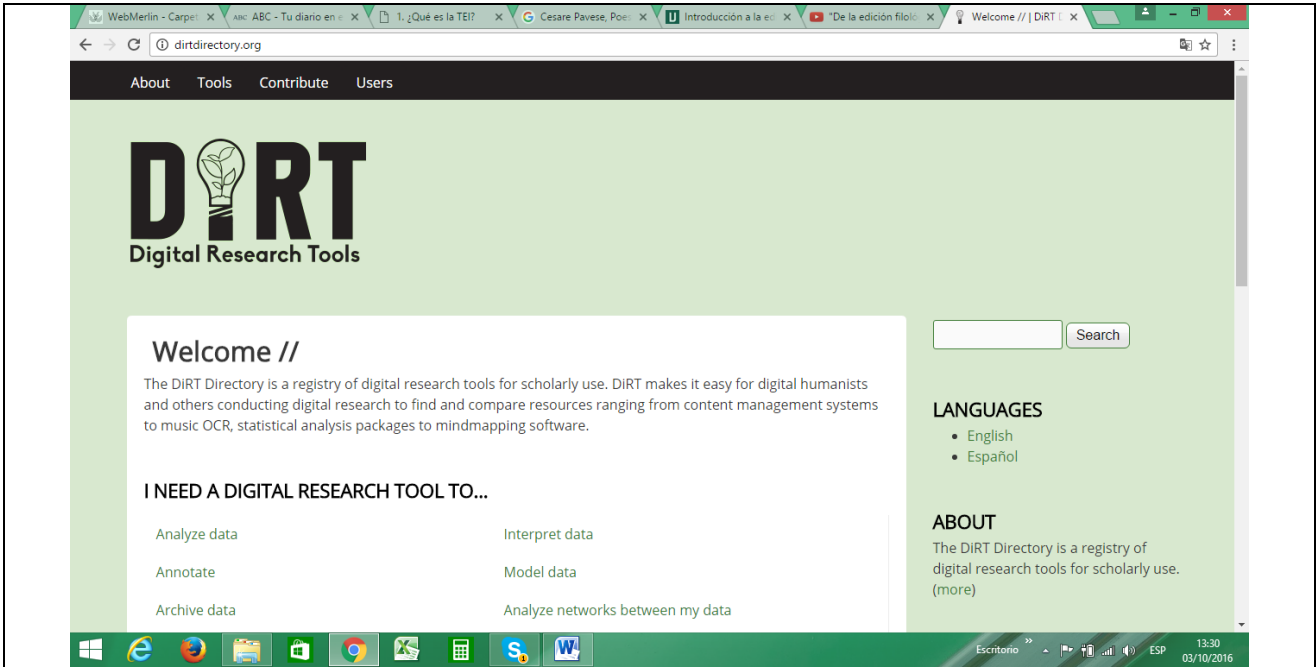 WebMerlin - Carpet
ABC ABC - Tu diario en e
1. ¿Qué es la TEI?
Cesare Pavese, Poes
Introducción a la ed
"De la edición filoló
Welcome // | DiRT D
dirtdirectory.org
About Tools Contribute Users
DiRT
Digital Research Tools
Welcome //
The DiRT Directory is a registry of digital research tools for scholarly use. DiRT makes it easy for digital humanists
and others conducting digital research to find and compare resources ranging from content management systems
to music OCR, statistical analysis packages to mindmapping software.
I NEED A DIGITAL RESEARCH TOOL TO...
Analyze data
Interpret data
Annotate
Model data
Archive data
Analyze networks between my data
Search
LANGUAGES
• English
• Español
ABOUT
The DiRT Directory is a registry of
digital research tools for scholarly use.
(more)
Escritorio
ESP
13:30
03/10/2016